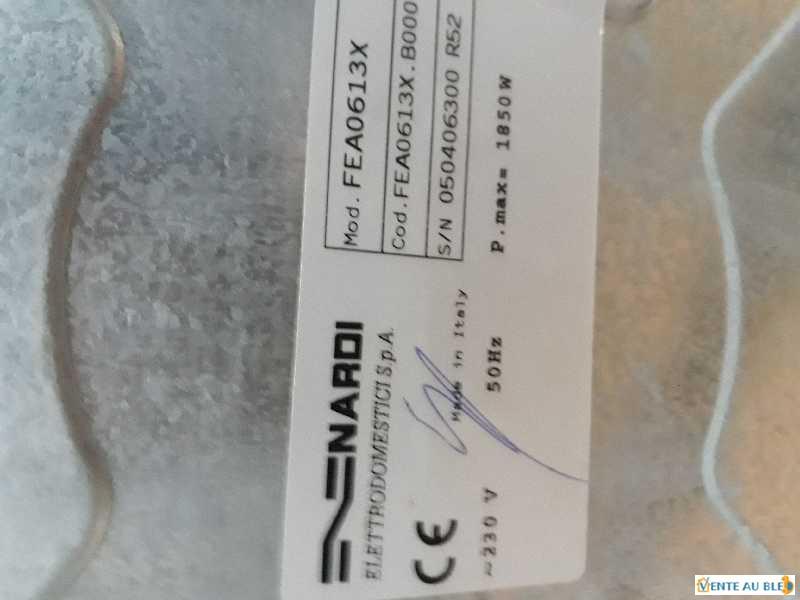 NARDI
ELETTRODOMESTICI S.p.A.
Mod. FEA0613X
Cod. FEA0613X.B000
S/N 050406300 R52
Made in Italy
CE
~230 V 50Hz P.max= 1850W
VENTE AU BLED